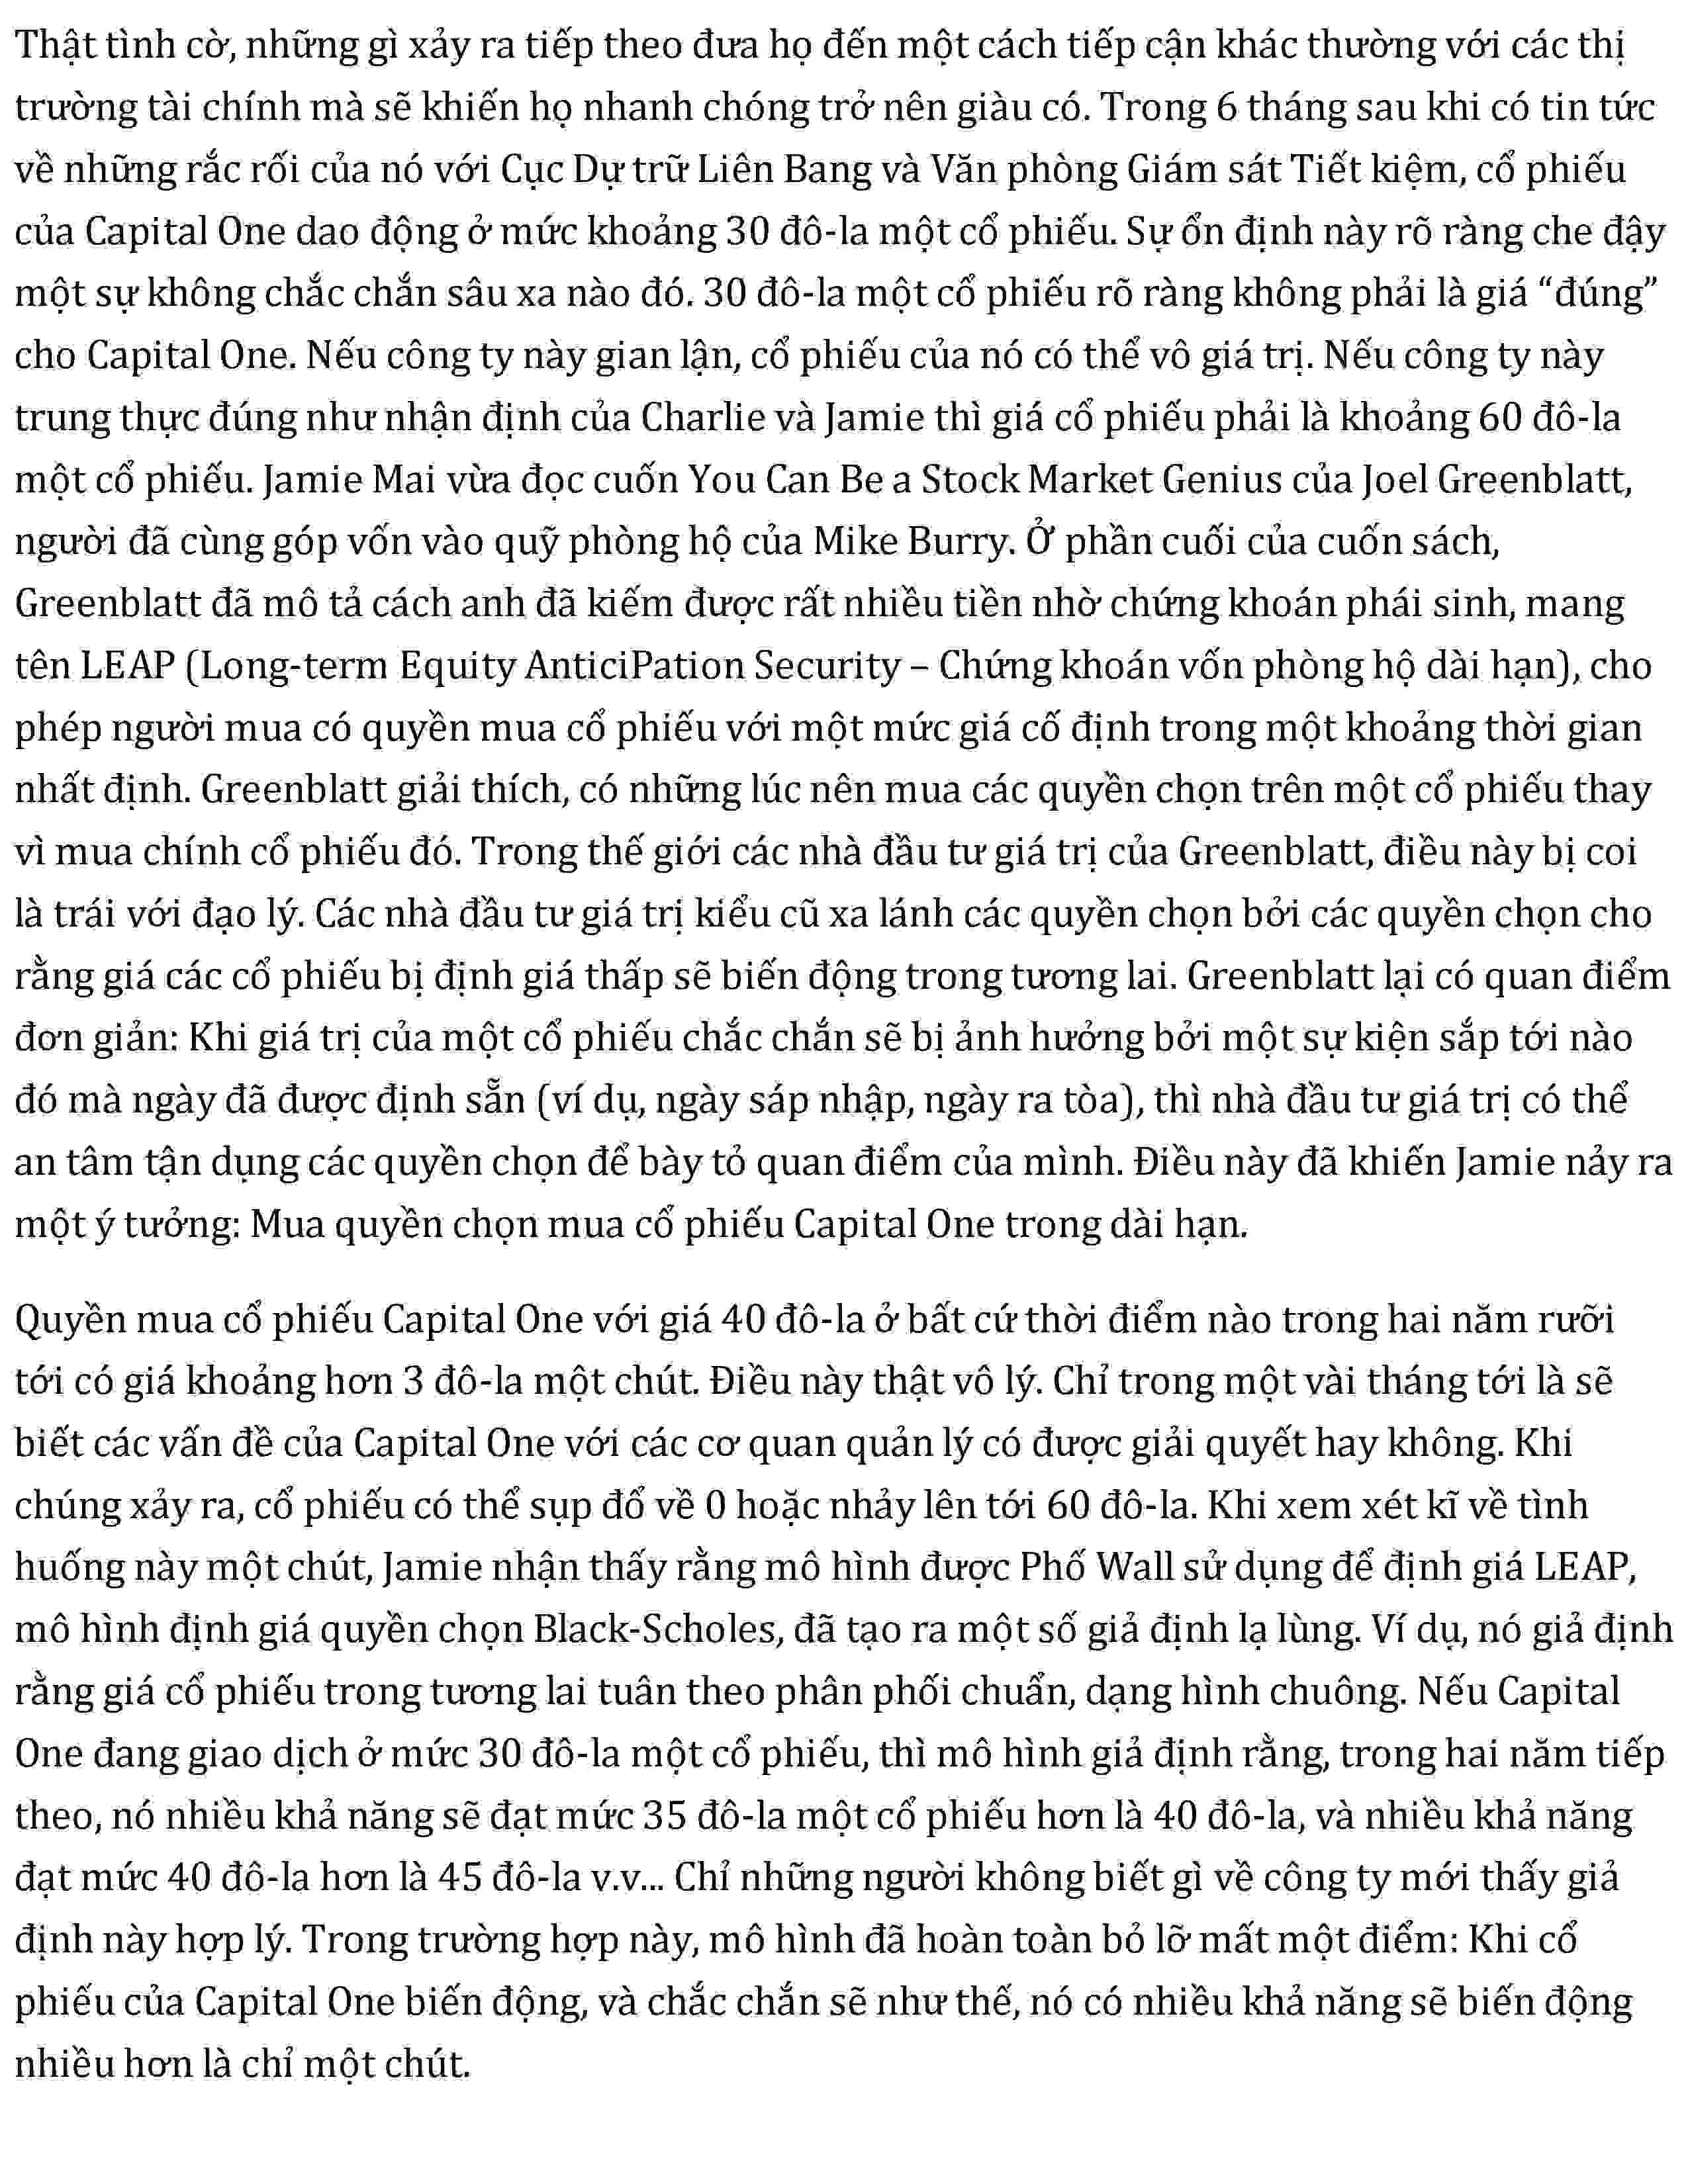 Thật tình cờ, những gì xảy ra tiếp theo đưa họ đến một cách tiếp cận khác thường với các thị
trường tài chính mà sẽ khiến họ nhanh chóng trở nên giàu có. Trong 6 tháng sau khi có tin tức
về những rắc rối của nó với Cục Dự trữ Liên Bang và Văn phòng Giám sát Tiết kiệm, cổ phiếu
của Capital One dao động ở mức khoảng 30 đô-la một cổ phiếu. Sự ổn định này rõ ràng che đậy
một sự không chắc chắn sâu xa nào đó. 30 đô-la một cổ phiếu rõ ràng không phải là giá “đúng”
cho Capital One. Nếu công ty này gian lận, cổ phiếu của nó có thể vô giá trị. Nếu công ty này
trung thực đúng như nhận định của Charlie và Jamie thì giá cổ phiếu phải là khoảng 60 đô-la
một cổ phiếu. Jamie Mai vừa đọc cuốn You Can Be a Stock Market Genius của Joel Greenblatt,
người đã cùng góp vốn vào quỹ phòng hộ của Mike Burry. Ở phần cuối của cuốn sách,
Greenblatt đã mô tả cách anh đã kiếm được rất nhiều tiền nhờ chứng khoán phái sinh, mang
tên LEAP (Long-term Equity AnticiPation Security – Chứng khoán vốn phòng hộ dài hạn), cho
phép người mua có quyền mua cổ phiếu với một mức giá cố định trong một khoảng thời gian
nhất định. Greenblatt giải thích, có những lúc nên mua các quyền chọn trên một cổ phiếu thay
vì mua chính cổ phiếu đó. Trong thế giới các nhà đầu tư giá trị của Greenblatt, điều này bị coi
là trái với đạo lý. Các nhà đầu tư giá trị kiểu cũ xa lánh các quyền chọn bởi các quyền chọn cho
rằng giá các cổ phiếu bị định giá thấp sẽ biến động trong tương lai. Greenblatt lại có quan điểm
đơn giản: Khi giá trị của một cổ phiếu chắc chắn sẽ bị ảnh hưởng bởi một sự kiện sắp tới nào
đó mà ngày đã được định sẵn (ví dụ, ngày sáp nhập, ngày ra tòa), thì nhà đầu tư giá trị có thể
an tâm tận dụng các quyền chọn để bày tỏ quan điểm của mình. Điều này đã khiến Jamie nảy ra
một ý tưởng: Mua quyền chọn mua cổ phiếu Capital One trong dài hạn.
Quyền mua cổ phiếu Capital One với giá 40 đô-la ở bất cứ thời điểm nào trong hai năm rưỡi
tới có giá khoảng hơn 3 đô-la một chút. Điều này thật vô lý. Chỉ trong một vài tháng tới là sẽ
biết các vấn đề của Capital One với các cơ quan quản lý có được giải quyết hay không. Khi
chúng xảy ra, cổ phiếu có thể sụp đổ về 0 hoặc nhảy lên tới 60 đô-la. Khi xem xét kĩ về tình
huống này một chút, Jamie nhận thấy rằng mô hình được Phố Wall sử dụng để định giá LEAP,
mô hình định giá quyền chọn Black-Scholes, đã tạo ra một số giả định lạ lùng. Ví dụ, nó giả định
rằng giá cổ phiếu trong tương lai tuân theo phân phối chuẩn, dạng hình chuông. Nếu Capital
One đang giao dịch ở mức 30 đô-la một cổ phiếu, thì mô hình giả định rằng, trong hai năm tiếp
theo, nó nhiều khả năng sẽ đạt mức 35 đô-la một cổ phiếu hơn là 40 đô-la, và nhiều khả năng
đạt mức 40 đô-la hơn là 45 đô-la v.v... Chỉ những người không biết gì về công ty mới thấy giả
định này hợp lý. Trong trường hợp này, mô hình đã hoàn toàn bỏ lỡ mất một điểm: Khi cổ
phiếu của Capital One biến động, và chắc chắn sẽ như thế, nó có nhiều khả năng sẽ biến động
nhiều hơn là chỉ một chút.